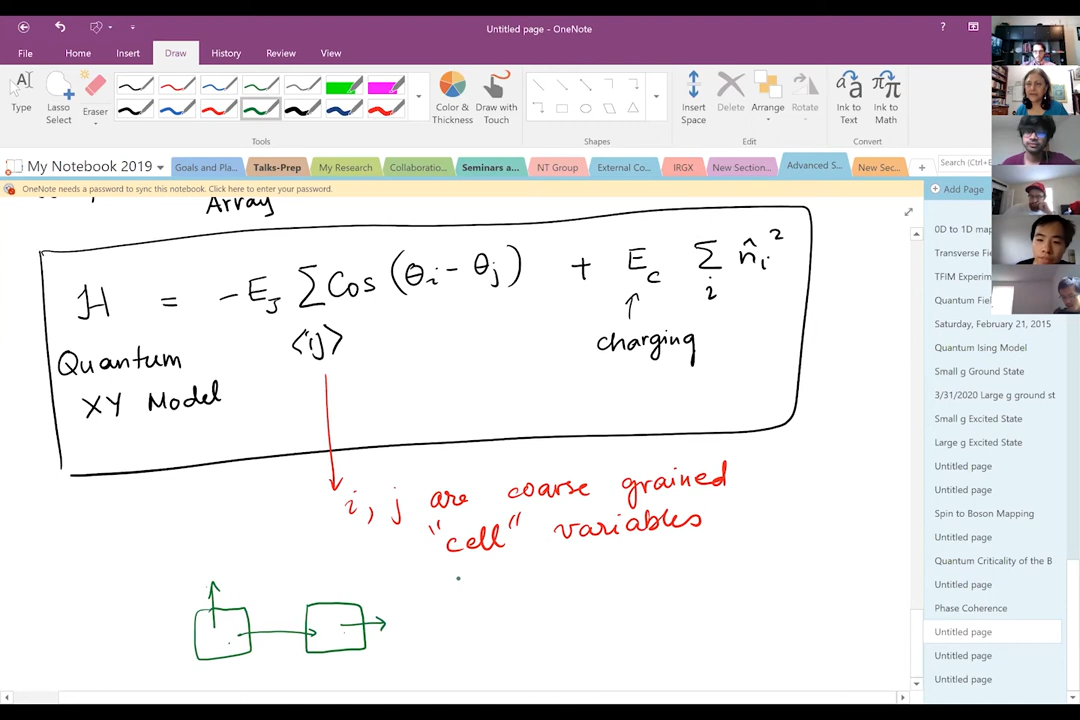 Untitled page - OneNote
?
File Home Insert Draw History Review View
Type
Lasso Select
Eraser
Color & Thickness
Draw with Touch
Insert Space
Delete
Arrange
Rotate
Ink to Text
Ink to Math
Tools
Shapes
Edit
Convert
My Notebook 2019
Goals and Pla...
Talks-Prep
My Research
Collaboratio...
Seminars a...
NT Group
External Co...
IRGX
New Section...
Advanced S...
New Sec...
Search (Ctrl+E
OneNote needs a password to sync this notebook. Click here to enter your password.
Add Page
Array
H = -E_J ∑ Cos (θi - θj) + E_c ∑ n̂i²
<ij> i
charging
Quantum
XY Model
i, j are coarse grained
"cell" variables
0D to 1D map
Transverse Fi
TFIM Experim
Quantum Fiel
Saturday, February 21, 2015
Quantum Ising Model
Small g Ground State
3/31/2020 Large g ground st
Small g Excited State
Large g Excited State
Untitled page
Untitled page
Spin to Boson Mapping
Untitled page
Quantum Criticality of the B
Untitled page
Phase Coherence
Untitled page
Untitled page
Untitled page